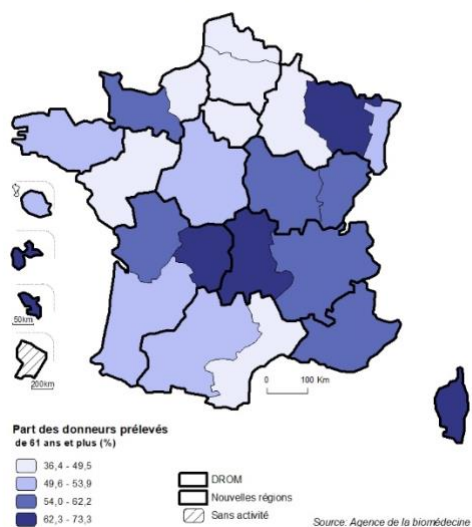 50km
200km
0 100 Km
Part des donneurs prélevés
de 61 ans et plus (%)
36,4 - 49,5
49,6 - 53,9
54,0 - 62,2
62,3 - 73,3
DROM
Nouvelles régions
Sans activité
Source: Agence de la biomédecine